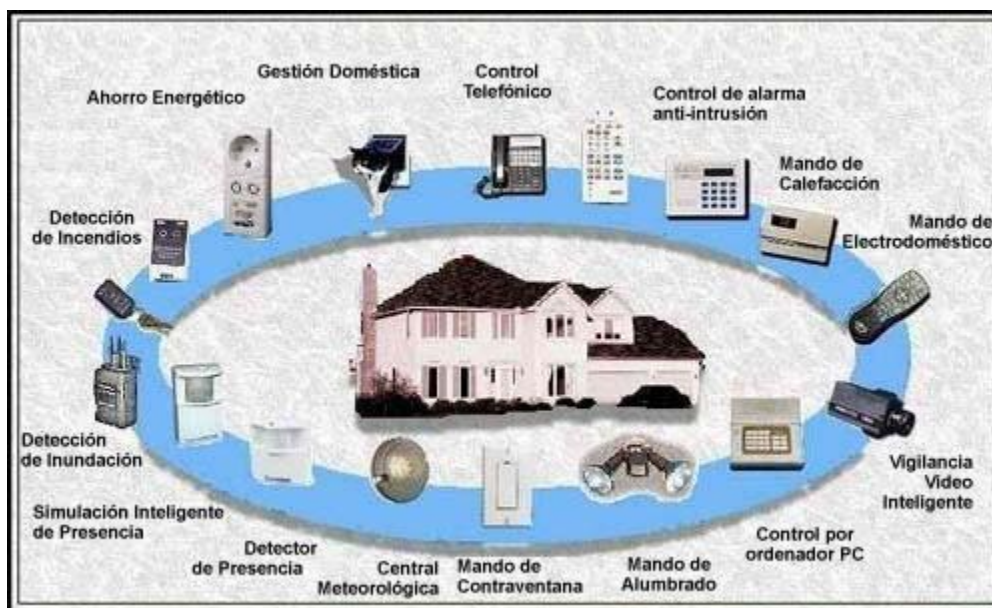 Gestión Doméstica
Control
Telefónico
Ahorro Energético
Control de alarma
anti-intrusión
Mando de
Calefacción
Detección
de Incendios
Mando de
Electrodoméstico
Detección
de Inundación
Vigilancia
Video
Inteligente
Simulación Inteligente
de Presencia
Control por
ordenador PC
Detector
de Presencia
Central
Meteorológica
Mando de
Contraventana
Mando de
Alumbrado